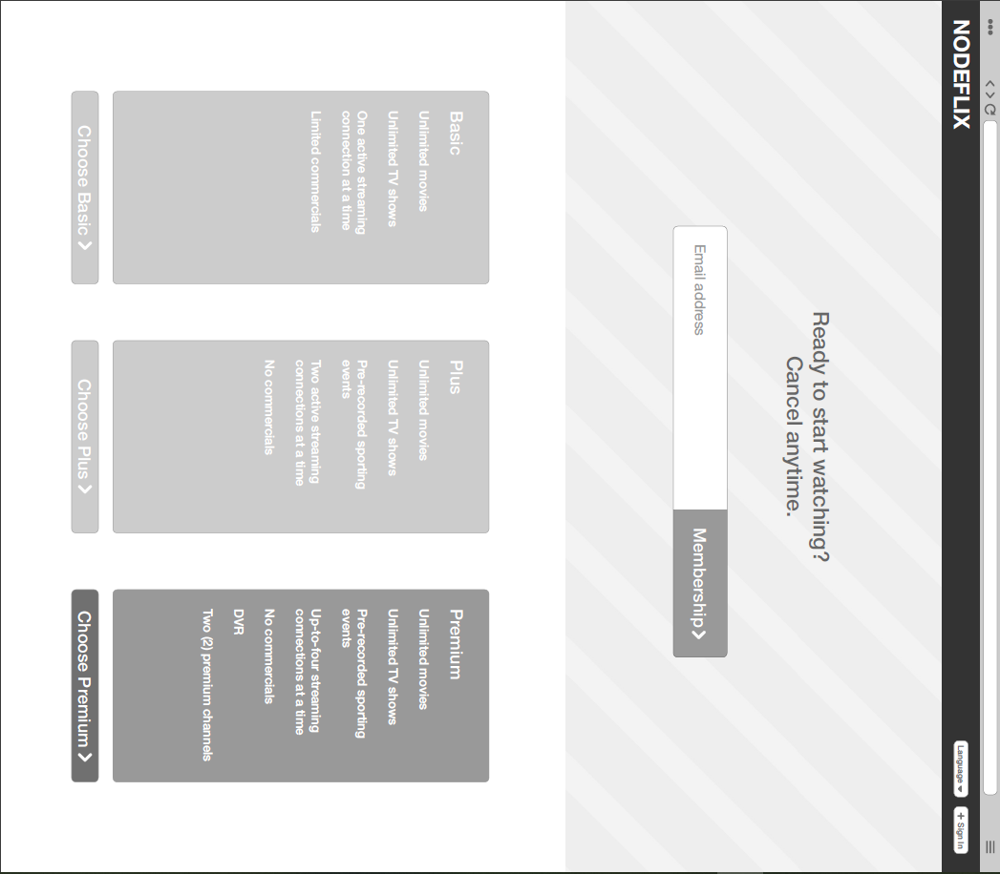 NODEFLIX
Language
+ Sign In
Ready to start watching?
Cancel anytime.
Email address
Membership
Basic
Unlimited movies
Unlimited TV shows
One active streaming
connection at a time
Limited commercials
Choose Basic
Plus
Unlimited movies
Unlimited TV shows
Pre-recorded sporting
events
Two active streaming
connections at a time
No commercials
Choose Plus
Premium
Unlimited movies
Unlimited TV shows
Pre-recorded sporting
events
Up-to-four streaming
connections at a time
No commercials
DVR
Two (2) premium channels
Choose Premium